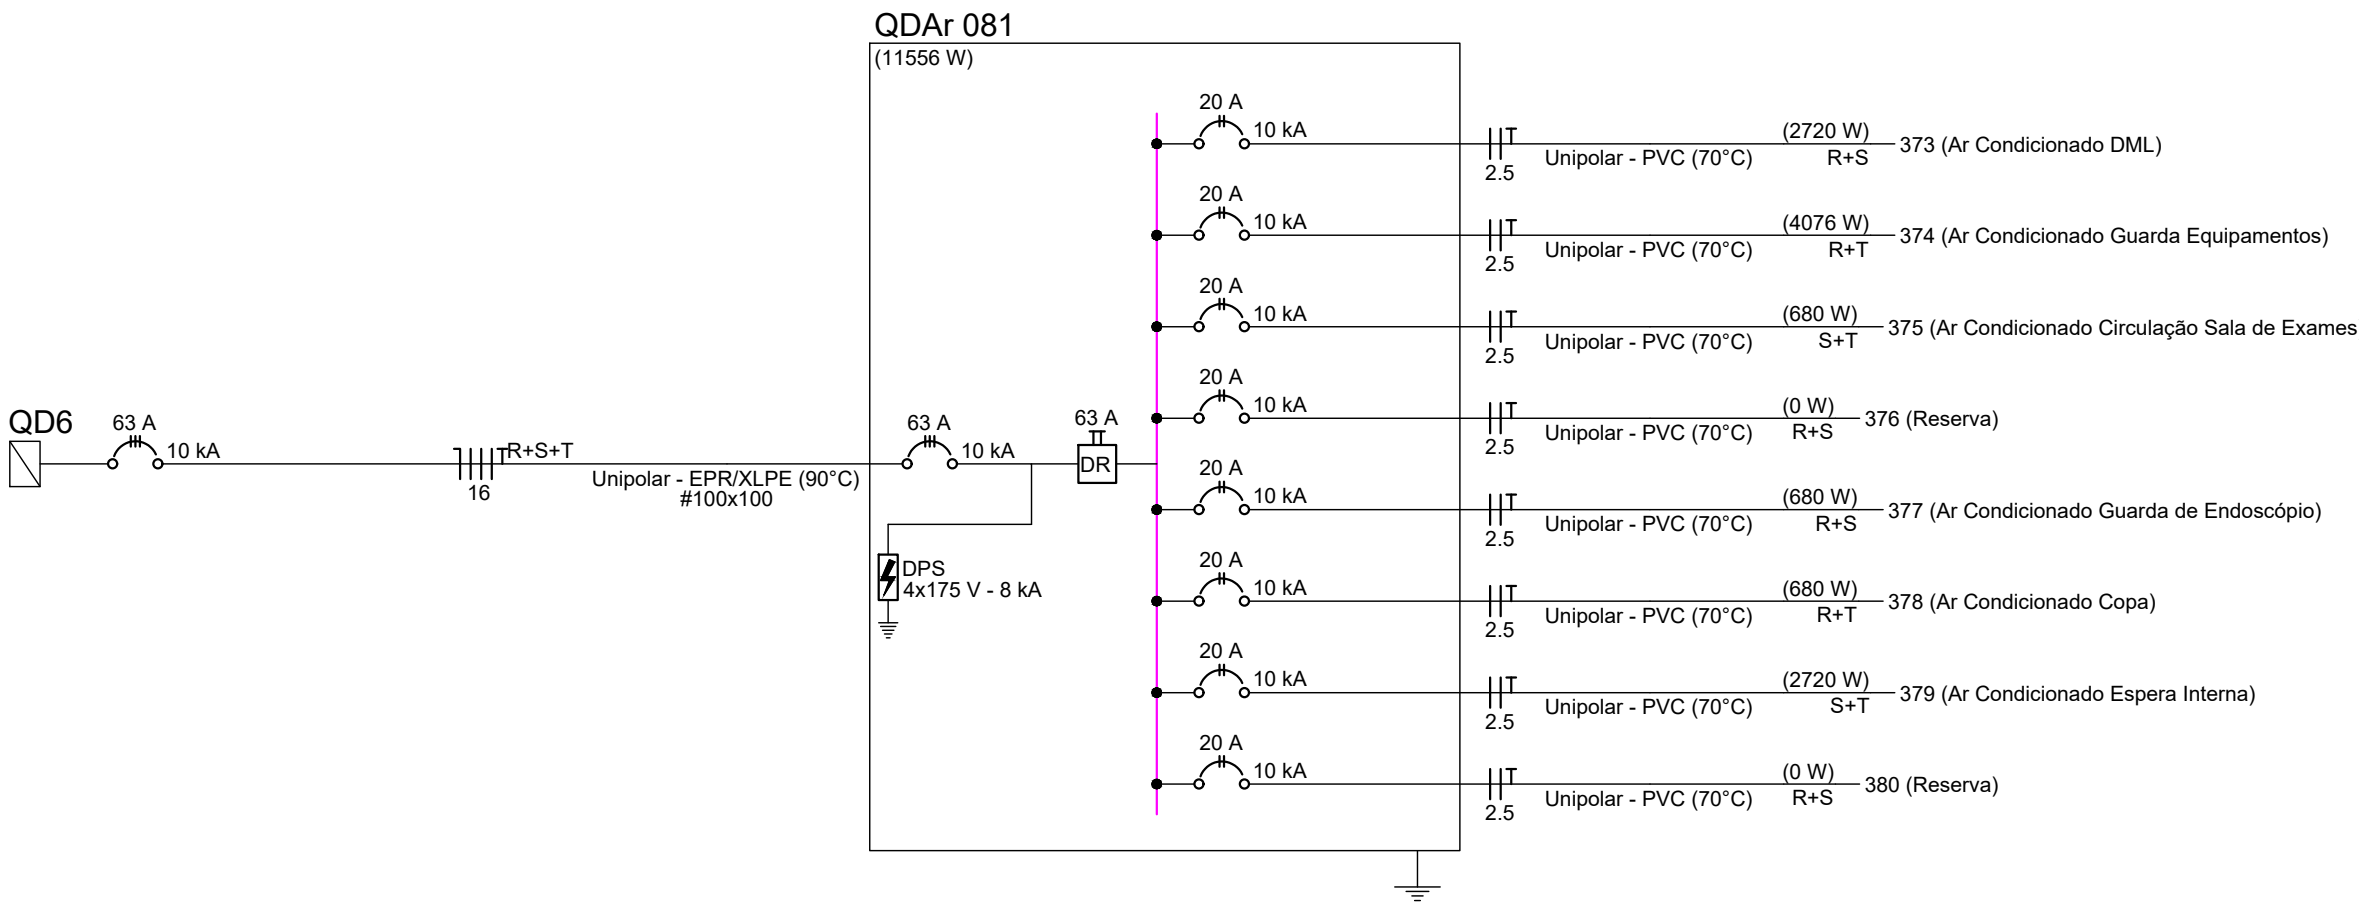 QDAr 081
(11556 W)
20 A
10 kA
T
2.5
Unipolar - PVC (70°C)
(2720 W)
R+S
373 (Ar Condicionado DML)
20 A
10 kA
T
2.5
Unipolar - PVC (70°C)
(4076 W)
R+T
374 (Ar Condicionado Guarda Equipamentos)
20 A
10 kA
T
2.5
Unipolar - PVC (70°C)
(680 W)
S+T
375 (Ar Condicionado Circulação Sala de Exames
20 A
10 kA
T
2.5
Unipolar - PVC (70°C)
(0 W)
R+S
376 (Reserva)
QD6
63 A
10 kA
R+S+T
16
Unipolar - EPR/XLPE (90°C)
#100x100
63 A
10 kA
63 A
DR
DPS
4x175 V - 8 kA
20 A
10 kA
T
2.5
Unipolar - PVC (70°C)
(680 W)
R+S
377 (Ar Condicionado Guarda de Endoscópio)
20 A
10 kA
T
2.5
Unipolar - PVC (70°C)
(680 W)
R+T
378 (Ar Condicionado Copa)
20 A
10 kA
T
2.5
Unipolar - PVC (70°C)
(2720 W)
S+T
379 (Ar Condicionado Espera Interna)
20 A
10 kA
T
2.5
Unipolar - PVC (70°C)
(0 W)
R+S
380 (Reserva)